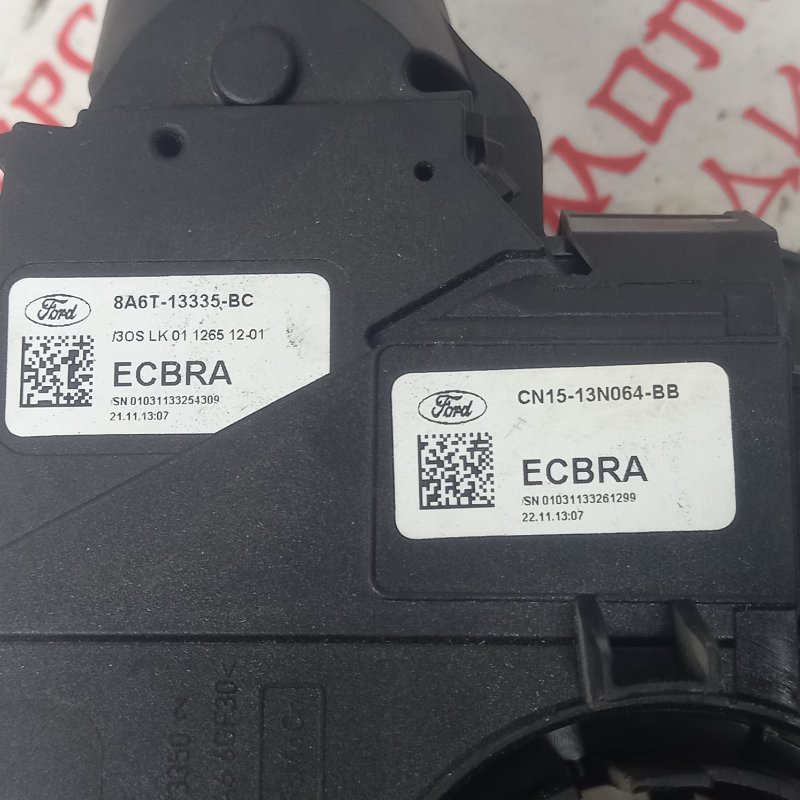 Ford
8A6T-13335-BC
/3OS LK 01 1265 12-01
ECBRA
/SN 01031133254309
21.11.13:07
Ford
CN15-13N064-BB
ECBRA
/SN 01031133261299
22.11.13:07